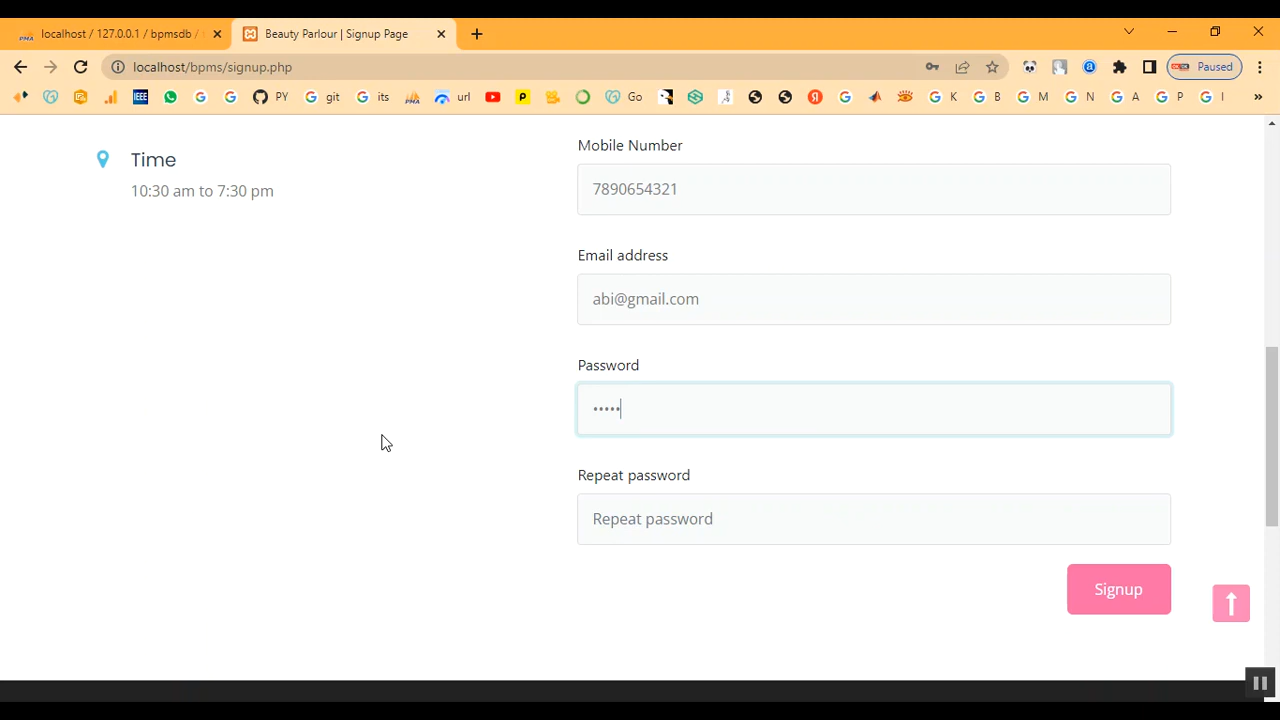 localhost / 127.0.0.1 / bpmsdb /
Beauty Parlour | Signup Page
localhost/bpms/signup.php
Paused
IEEE
PY
git
its
url
Go
K
B
M
N
A
P
I
»
Time
10:30 am to 7:30 pm
Mobile Number
7890654321
Email address
abi@gmail.com
Password
•••••
Repeat password
Repeat password
Signup